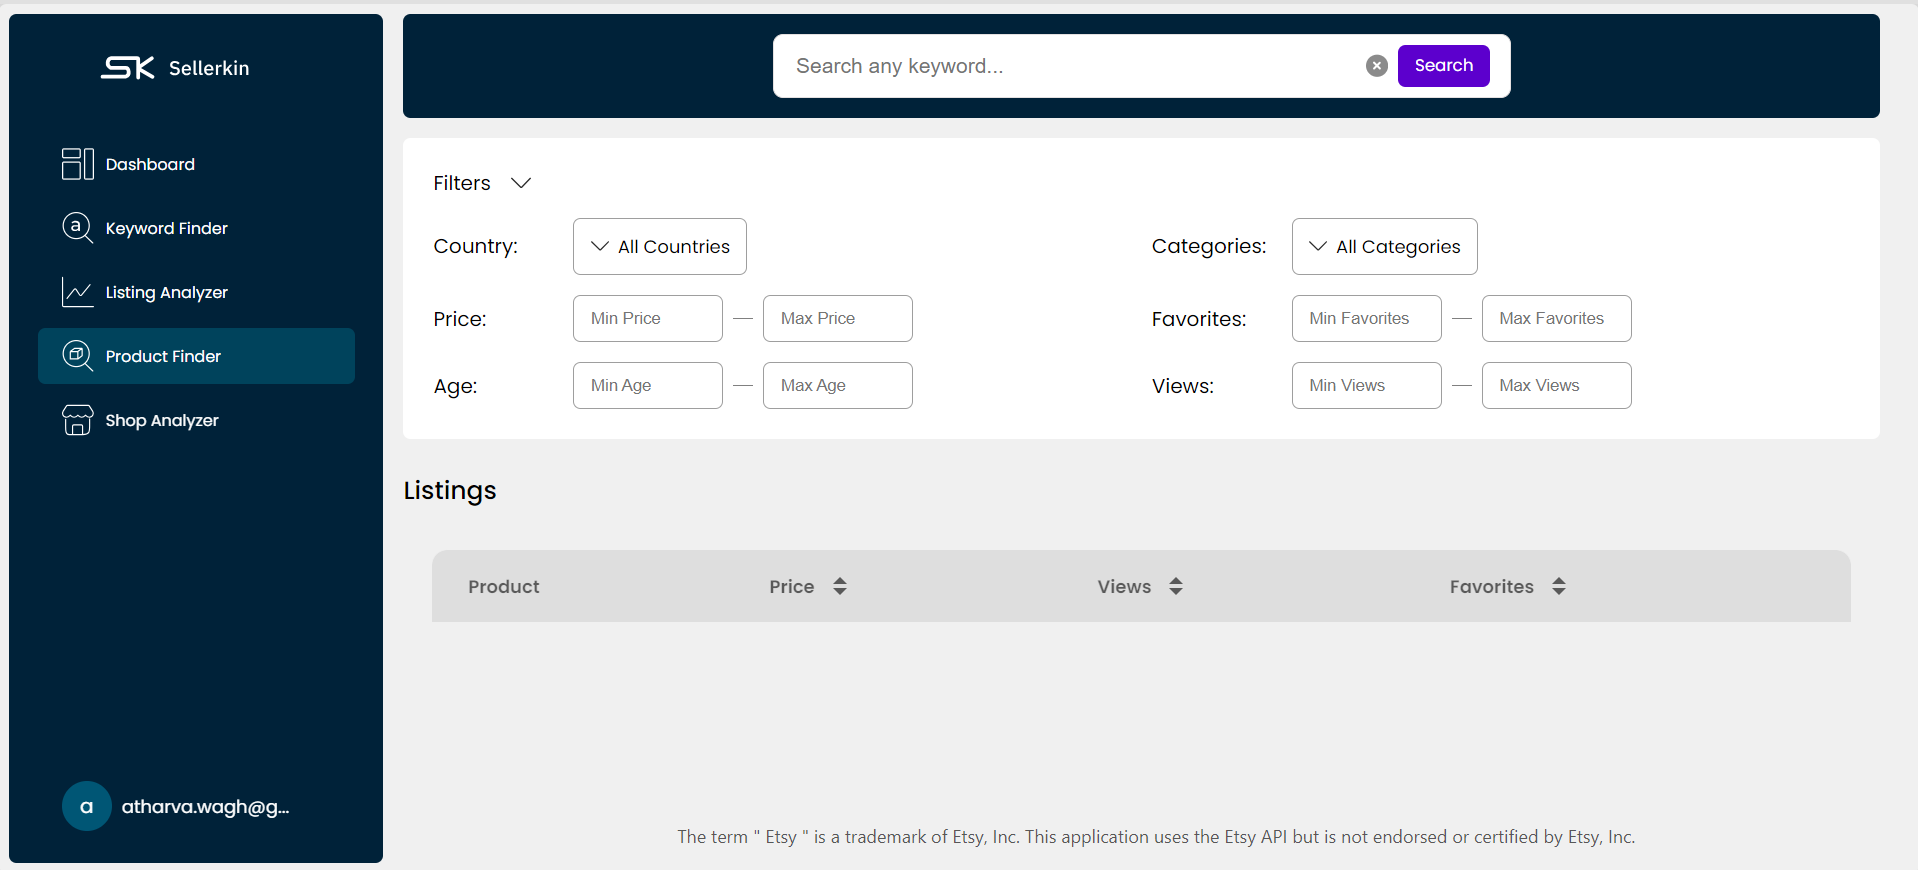 SK Sellerkin
Dashboard
a Keyword Finder
Listing Analyzer
Product Finder
Shop Analyzer
a atharva.wagh@g...
Search any keyword... Search
Filters
Country: All Countries Categories: All Categories
Price: Min Price — Max Price Favorites: Min Favorites — Max Favorites
Age: Min Age — Max Age Views: Min Views — Max Views
Listings
Product Price Views Favorites
The term " Etsy " is a trademark of Etsy, Inc. This application uses the Etsy API but is not endorsed or certified by Etsy, Inc.